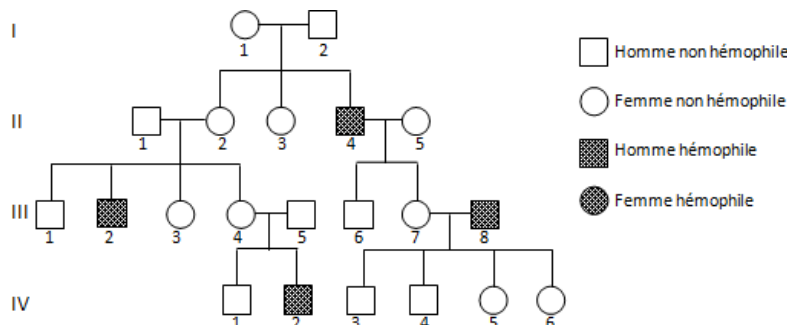 I
1 2
Homme non hémophile
Femme non hémophile
II
1 2 3 4 5
Homme hémophile
Femme hémophile
III
1 2 3 4 5 6 7 8
IV
1 2 3 4 5 6